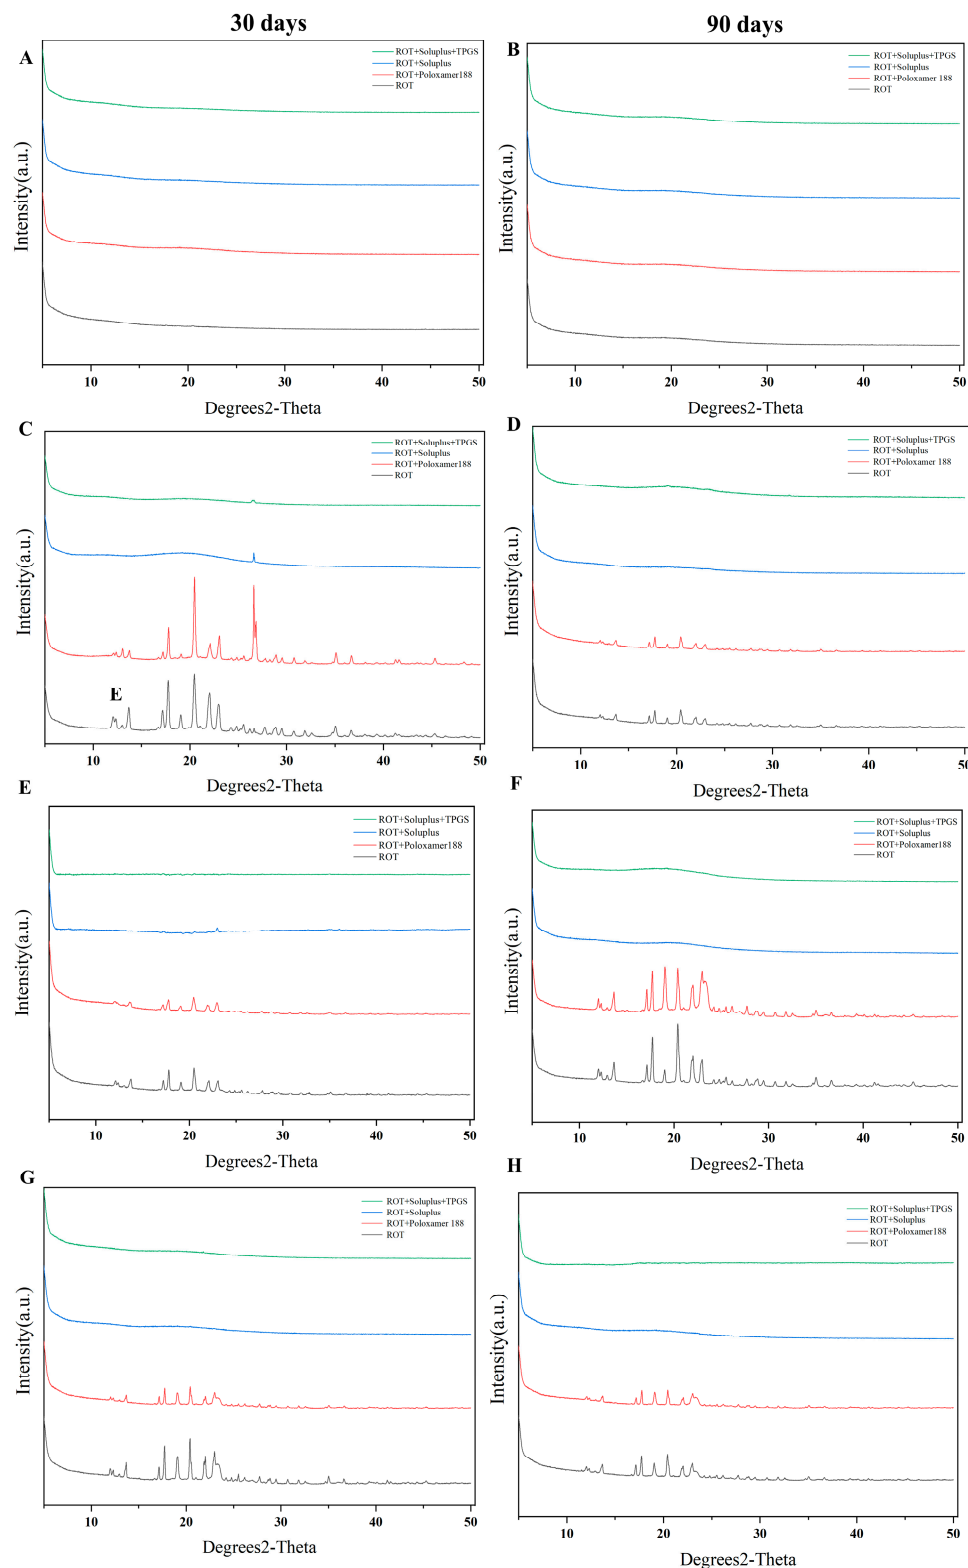 30 days
90 days
A
ROT+Soluplus+TPGS
ROT+Soluplus
ROT+Poloxamer188
ROT
Intensity(a.u.)
10
20
30
40
50
Degrees2-Theta
B
ROT+Soluplus+TPGS
ROT+Soluplus
ROT+Poloxamer 188
ROT
Intensity(a.u.)
10
20
30
40
50
Degrees2-Theta
C
ROT+Soluplus+TPGS
ROT+Soluplus
ROT+Poloxamer188
ROT
E
Intensity(a.u.)
10
20
30
40
50
Degrees2-Theta
D
ROT+Soluplus+TPGS
ROT+Soluplus
ROT+Poloxamer 188
ROT
Intensity(a.u.)
10
20
30
40
50
Degrees2-Theta
E
ROT+Soluplus+TPGS
ROT+Soluplus
ROT+Poloxamer188
ROT
Intensity(a.u.)
10
20
30
40
50
Degrees2-Theta
F
ROT+Soluplus+TPGS
ROT+Soluplus
ROT+Poloxamer188
ROT
Intensity(a.u.)
10
20
30
40
50
Degrees2-Theta
G
ROT+Soluplus+TPGS
ROT+Soluplus
ROT+Poloxamer 188
ROT
Intensity(a.u.)
10
20
30
40
50
Degrees2-Theta
H
ROT+Soluplus+TPGS
ROT+Soluplus
ROT+Poloxamer188
ROT
Intensity(a.u.)
10
20
30
40
50
Degrees2-Theta